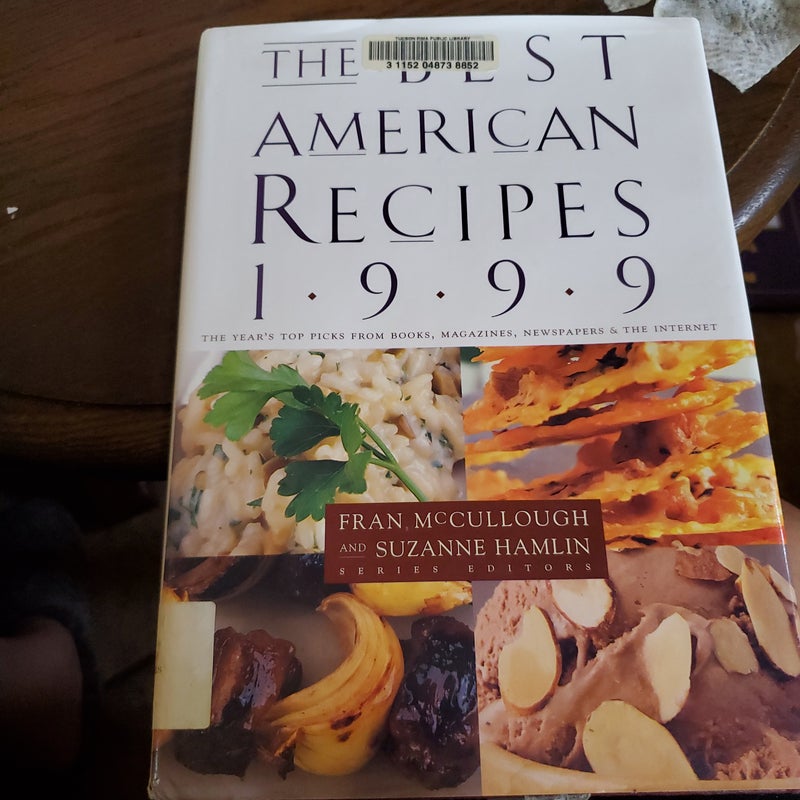 TUCSON PIMA PUBLIC LIBRARY
3 1152 04873 8852
THE BEST
AMERICAN
RECIPES
1·9·9·9
THE YEAR'S TOP PICKS FROM BOOKS, MAGAZINES, NEWSPAPERS & THE INTERNET
FRAN MCCULLOUGH
AND SUZANNE HAMLIN
SERIES EDITORS